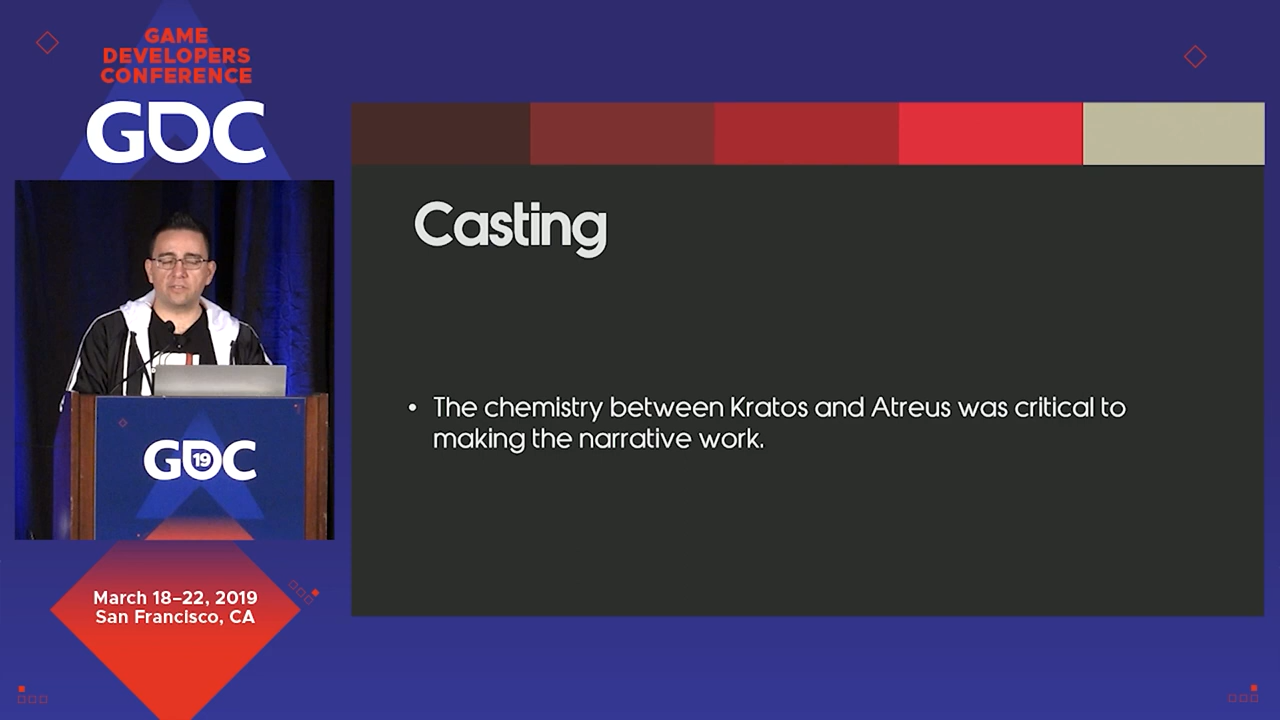 GAME
DEVELOPERS
CONFERENCE
GDC
GDC
19
March 18–22, 2019
San Francisco, CA
Casting
• The chemistry between Kratos and Atreus was critical to
making the narrative work.